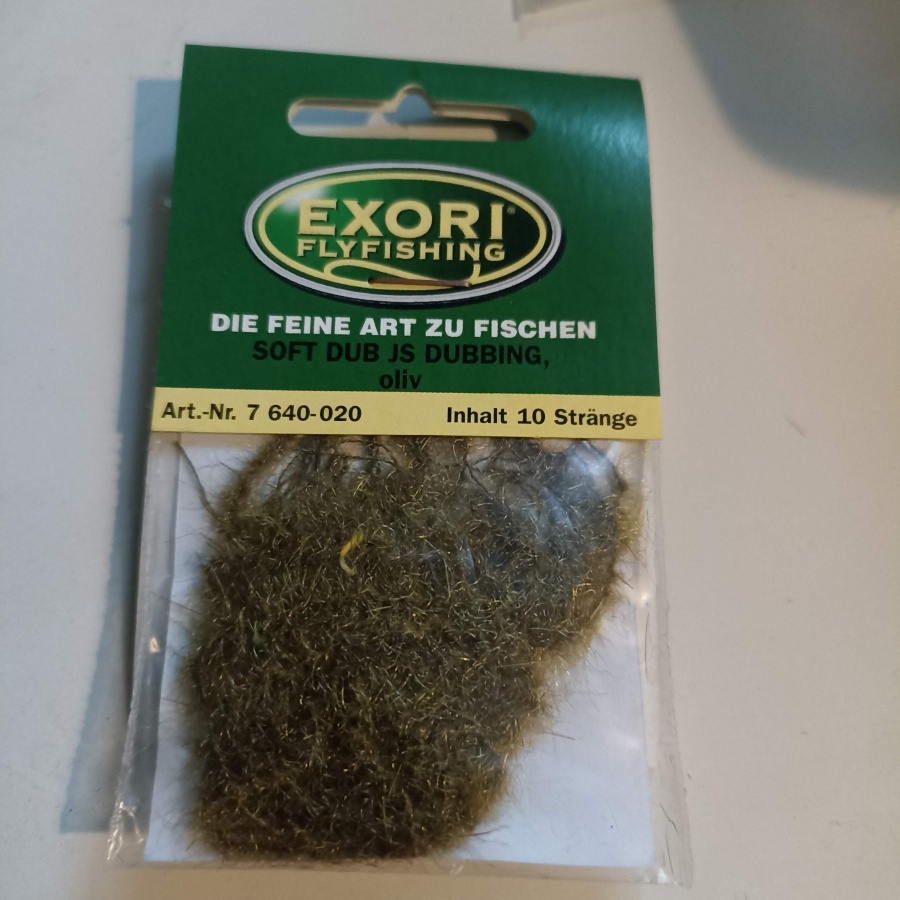 EXORI®
FLYFISHING
DIE FEINE ART ZU FISCHEN
SOFT DUB JS DUBBING,
oliv
Art.-Nr. 7 640-020 Inhalt 10 Stränge